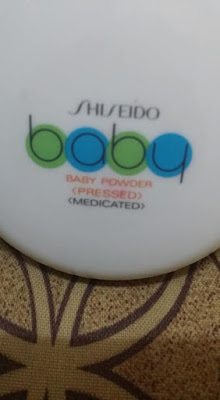 SHISEIDO
baby
BABY POWDER
<PRESSED>
<MEDICATED>